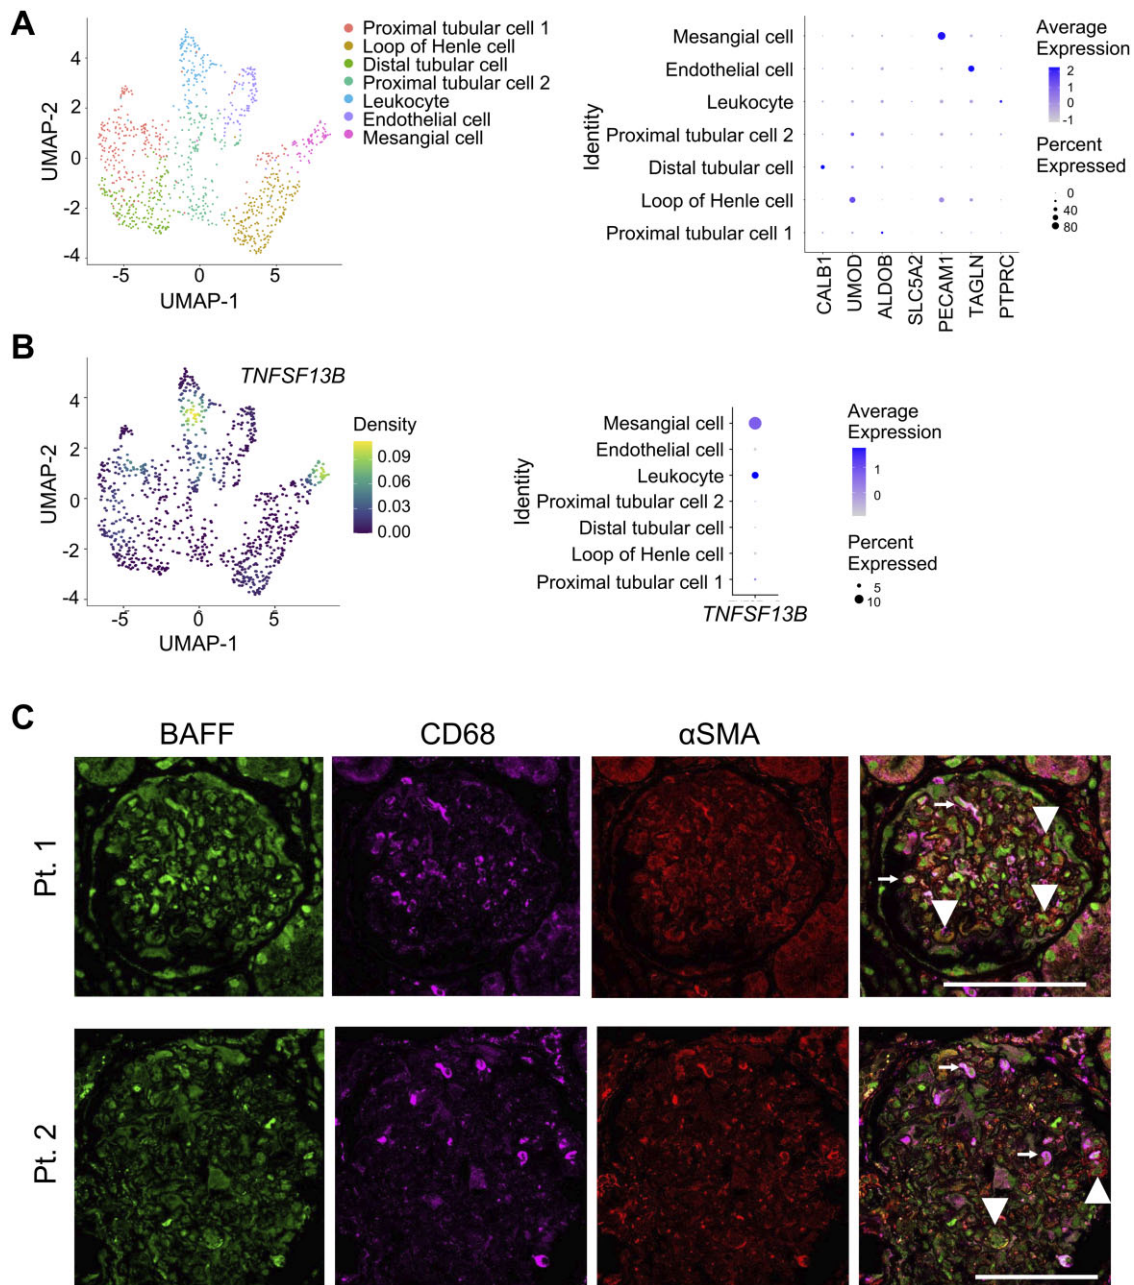 A
Proximal tubular cell 1
Loop of Henle cell
Distal tubular cell
Proximal tubular cell 2
Leukocyte
Endothelial cell
Mesangial cell
UMAP-2
4
2
0
-2
-4
-5
0
5
UMAP-1
Identity
Mesangial cell
Endothelial cell
Leukocyte
Proximal tubular cell 2
Distal tubular cell
Loop of Henle cell
Proximal tubular cell 1
CALB1
UMOD
ALDOB
SLC5A2
PECAM1
TAGLN
PTPRC
Average
Expression
2
1
0
-1
Percent
Expressed
0
40
80
B
TNFSF13B
UMAP-2
4
2
0
-2
-4
-5
0
5
UMAP-1
Density
0.09
0.06
0.03
0.00
Identity
Mesangial cell
Endothelial cell
Leukocyte
Proximal tubular cell 2
Distal tubular cell
Loop of Henle cell
Proximal tubular cell 1
TNFSF13B
Average
Expression
1
0
Percent
Expressed
5
10
C
BAFF
CD68
αSMA
Pt. 1
Pt. 2